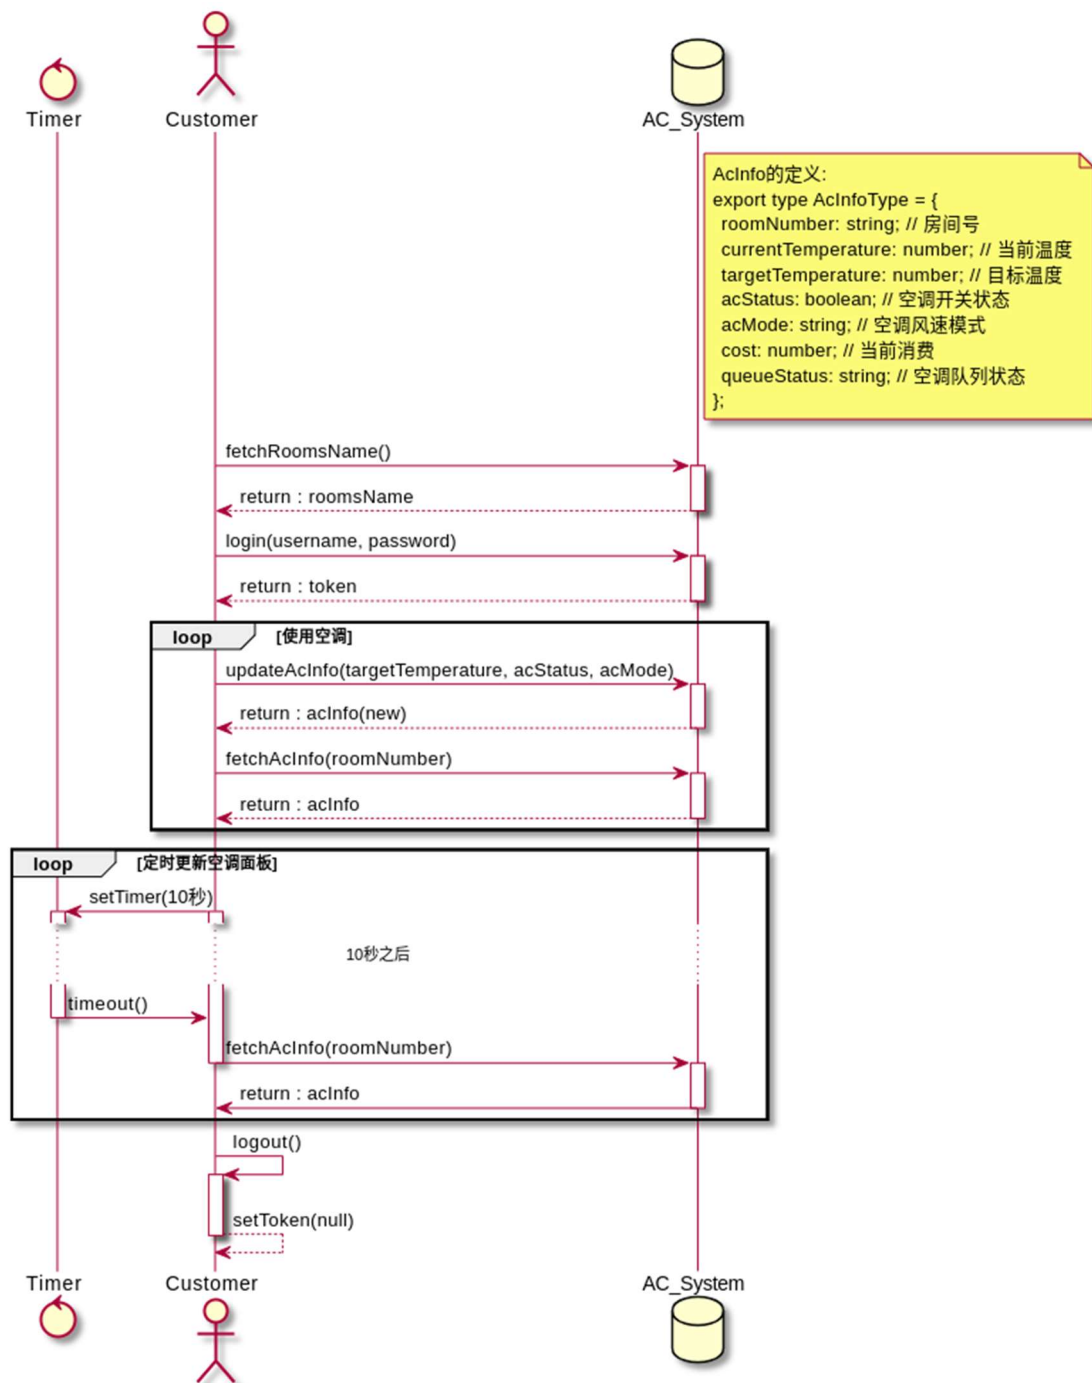 Timer
Customer
AC_System
AcInfo的定义:
export type AcInfoType = {
roomNumber: string; // 房间号
currentTemperature: number; // 当前温度
targetTemperature: number; // 目标温度
acStatus: boolean; // 空调开关状态
acMode: string; // 空调风速模式
cost: number; // 当前消费
queueStatus: string; // 空调队列状态
};
fetchRoomsName()
return : roomsName
login(username, password)
return : token
loop [使用空调]
updateAcInfo(targetTemperature, acStatus, acMode)
return : acInfo(new)
fetchAcInfo(roomNumber)
return : acInfo
loop [定时更新空调面板]
setTimer(10秒)
10秒之后
timeout()
fetchAcInfo(roomNumber)
return : acInfo
logout()
setToken(null)
Timer
Customer
AC_System